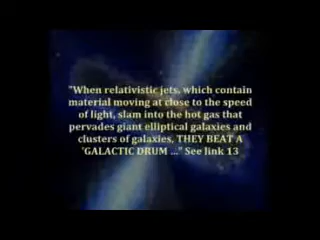 "When relativistic jets, which contain
material moving at close to the speed
of light, slam into the hot gas that
pervades giant elliptical galaxies and
clusters of galaxies, THEY BEAT A
'GALACTIC DRUM ..." See link 13